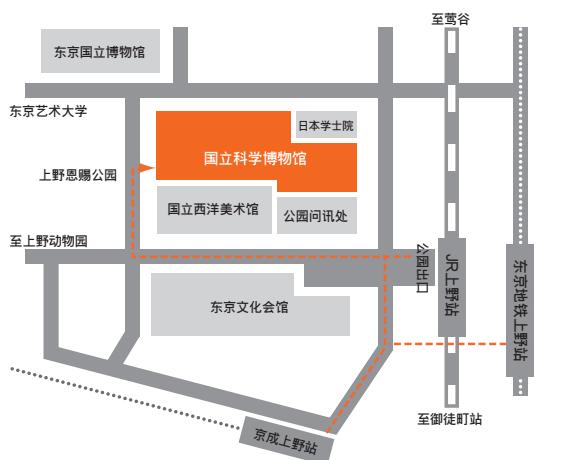 至莺谷
东京国立博物馆
东京艺术大学
日本学士院
国立科学博物馆
上野恩赐公园
国立西洋美术馆
公园问讯处
至上野动物园
公园出口
JR上野站
东京地铁上野站
东京文化会馆
至御徒町站
京成上野站